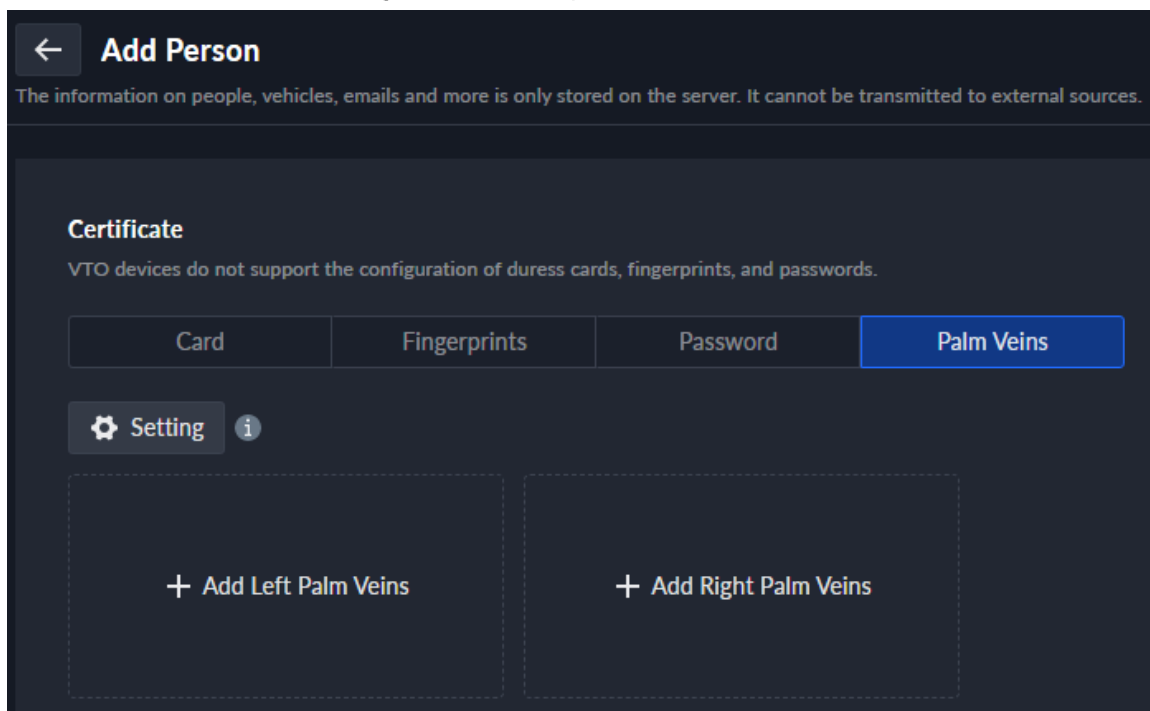 Add Person
The information on people, vehicles, emails and more is only stored on the server. It cannot be transmitted to external sources.
Certificate
VTO devices do not support the configuration of duress cards, fingerprints, and passwords.
Card Fingerprints Password Palm Veins
Setting
Add Left Palm Veins Add Right Palm Veins